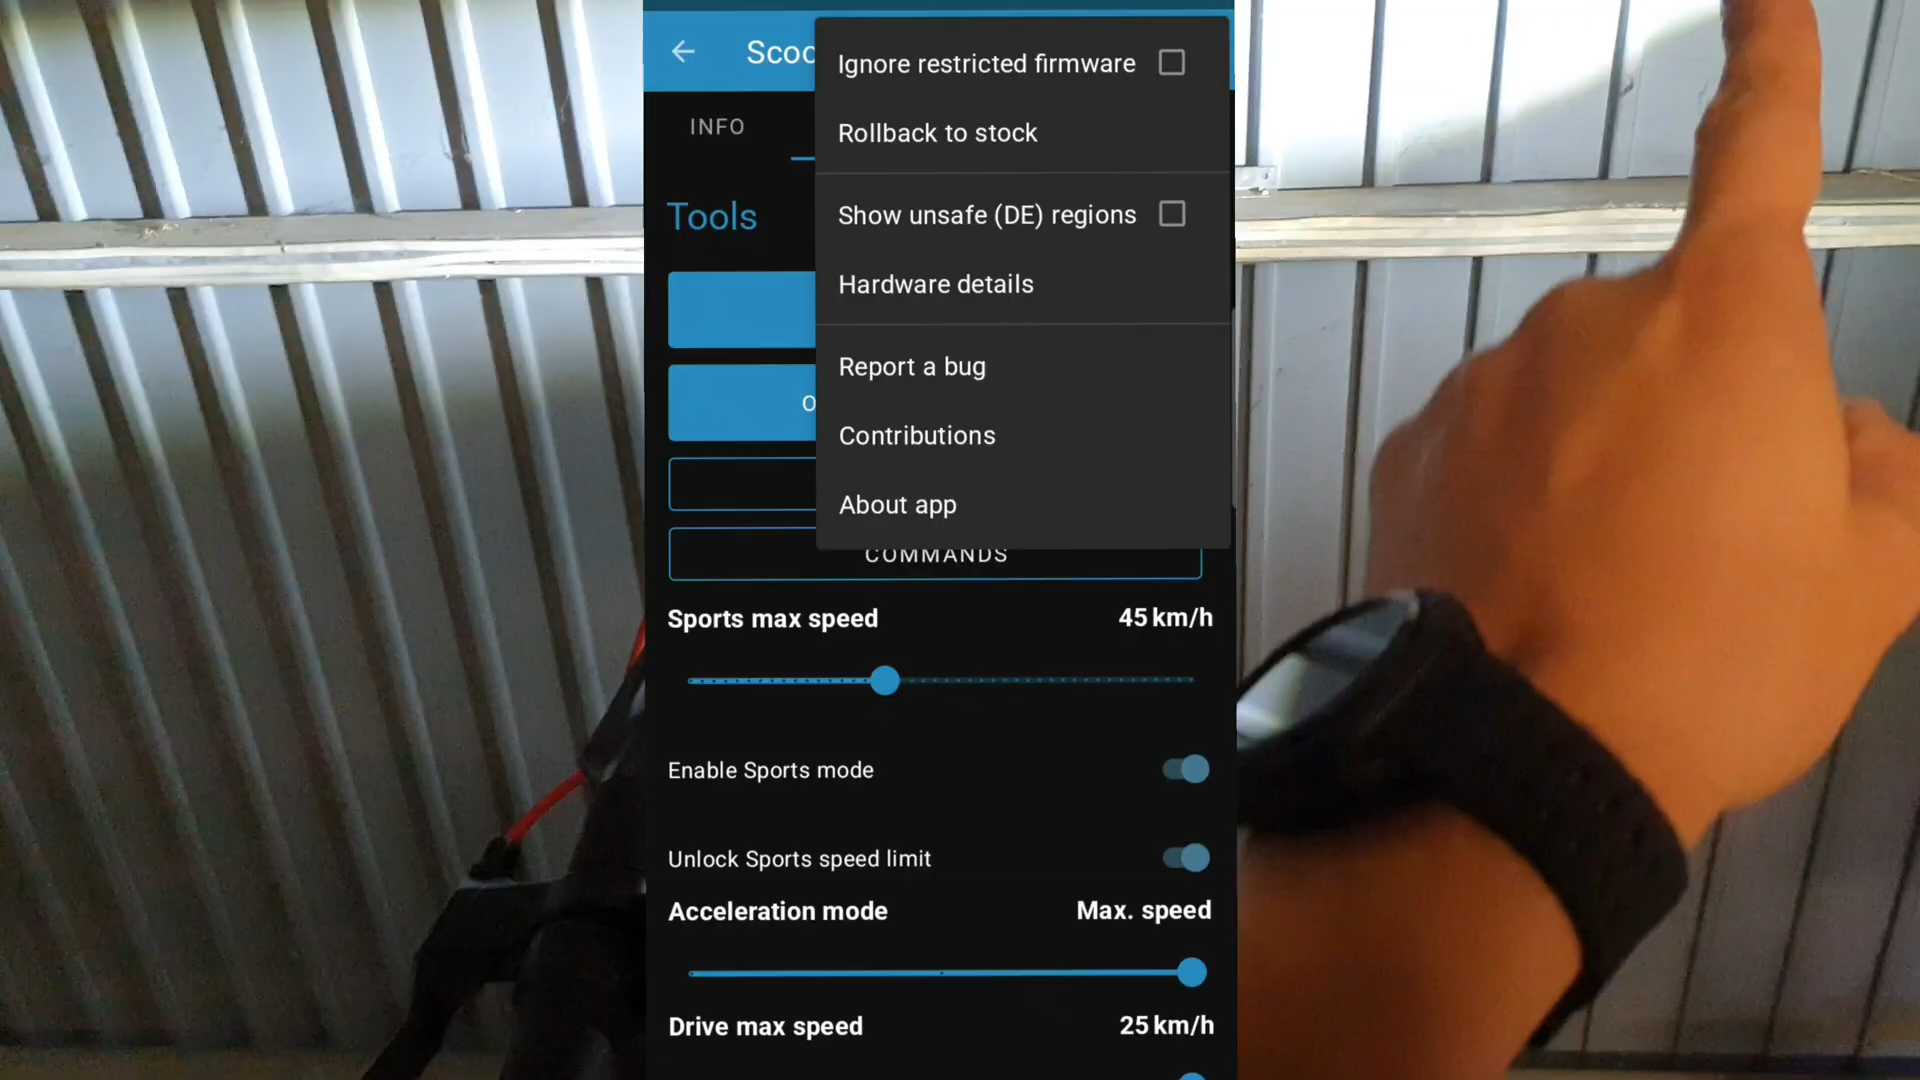 Scoo
Ignore restricted firmware
Rollback to stock
INFO
Show unsafe (DE) regions
Tools
Hardware details
Report a bug
Contributions
About app
COMMANDS
Sports max speed 45 km/h
Enable Sports mode
Unlock Sports speed limit
Acceleration mode Max. speed
Drive max speed 25 km/h